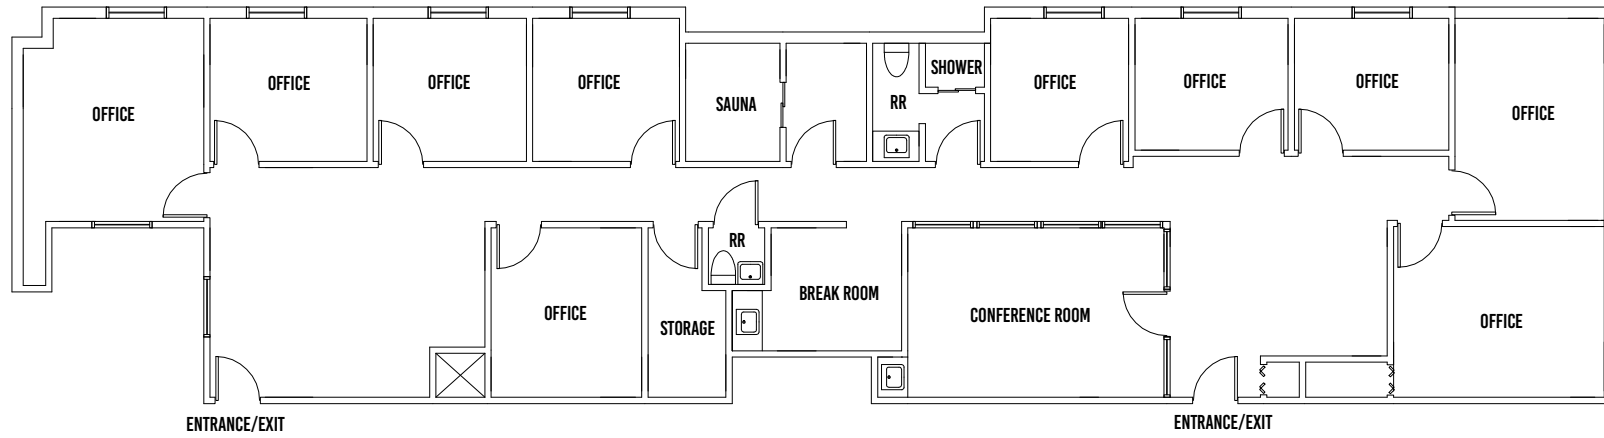 OFFICE
OFFICE
OFFICE
OFFICE
SAUNA
RR
SHOWER
OFFICE
OFFICE
OFFICE
OFFICE
RR
BREAK ROOM
OFFICE
STORAGE
CONFERENCE ROOM
OFFICE
ENTRANCE/EXIT
ENTRANCE/EXIT